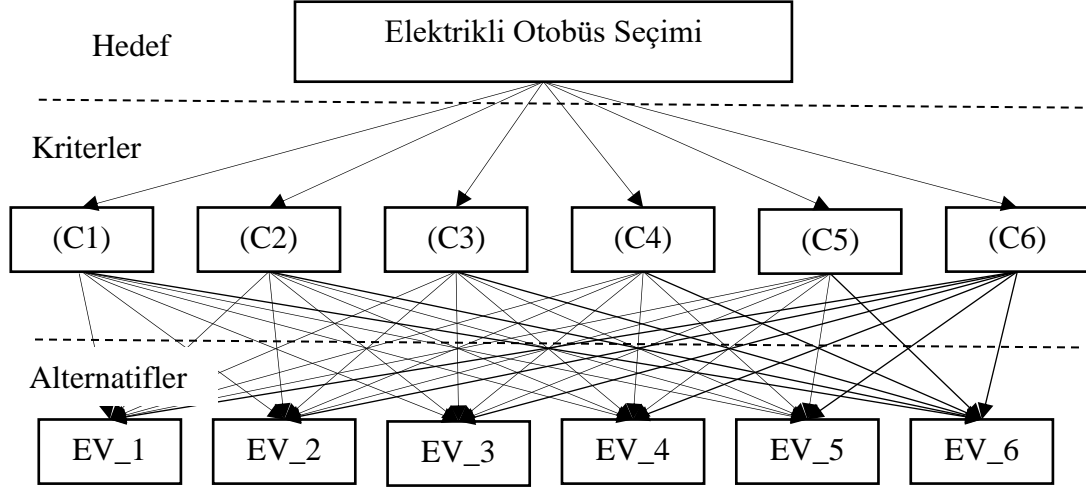 Hedef
Elektrikli Otobüs Seçimi
Kriterler
(C1)
(C2)
(C3)
(C4)
(C5)
(C6)
Alternatifler
EV_1
EV_2
EV_3
EV_4
EV_5
EV_6